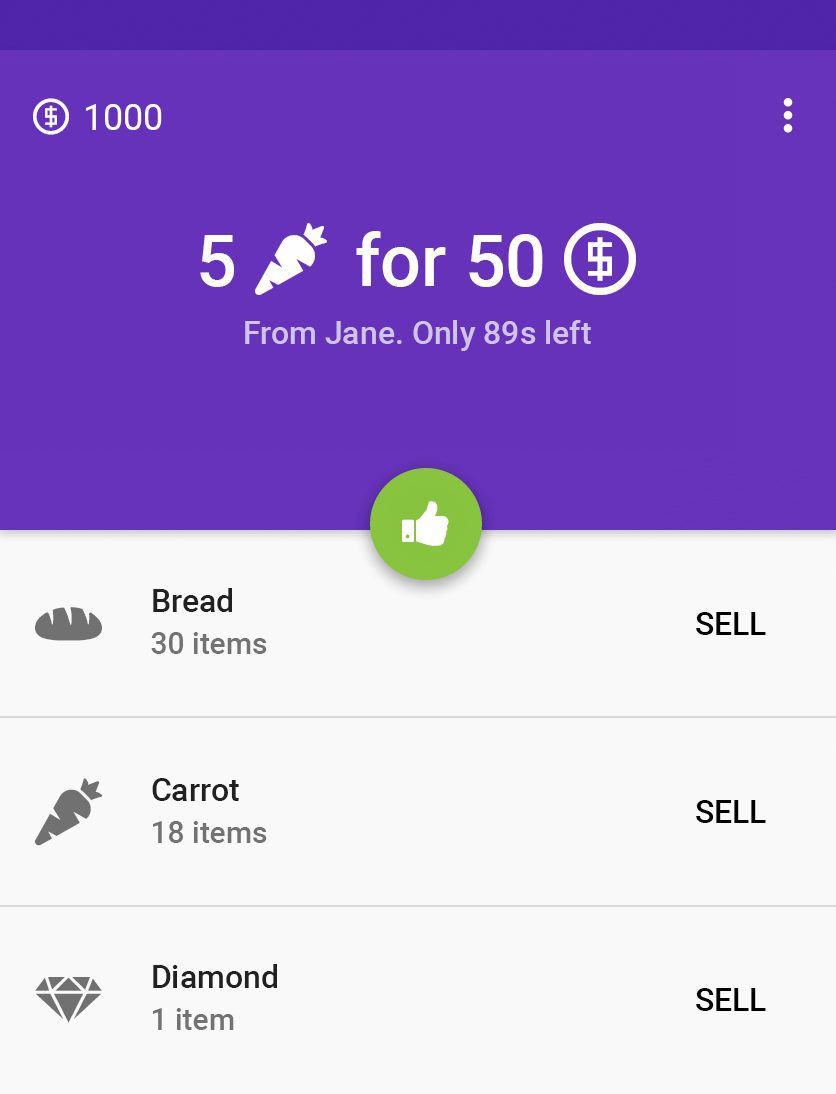 1000
5 for 50
From Jane. Only 89s left
Bread
30 items
SELL
Carrot
18 items
SELL
Diamond
1 item
SELL